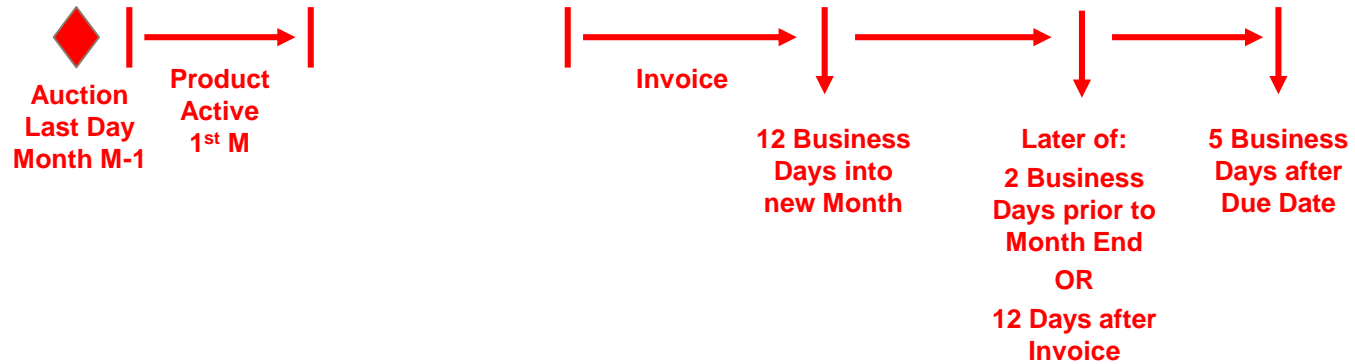 Auction
Last Day
Month M-1
Product
Active
1st M
Invoice
12 Business
Days into
new Month
Later of:
2 Business
Days prior to
Month End
OR
12 Days after
Invoice
5 Business
Days after
Due Date